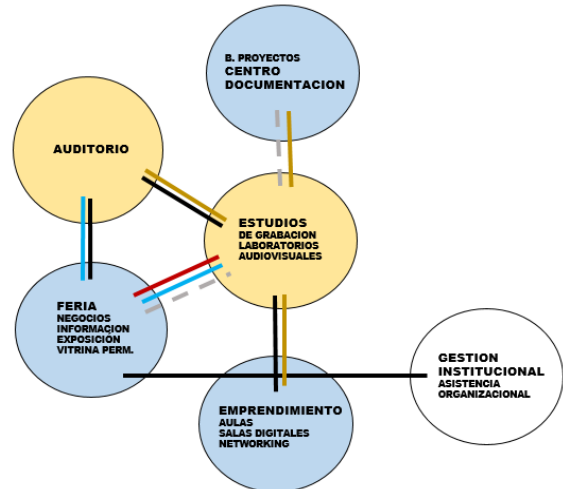 B. PROYECTOS
CENTRO
DOCUMENTACION
AUDITORIO
ESTUDIOS
DE GRABACION
LABORATORIOS
AUDIOVISUALES
FERIA
NEGOCIOS
INFORMACION
EXPOSICIÓN
VITRINA PERM.
GESTION
INSTITUCIONAL
ASISTENCIA
ORGANIZACIONAL
EMPRENDIMIENTO
AULAS
SALAS DIGITALES
NETWORKING